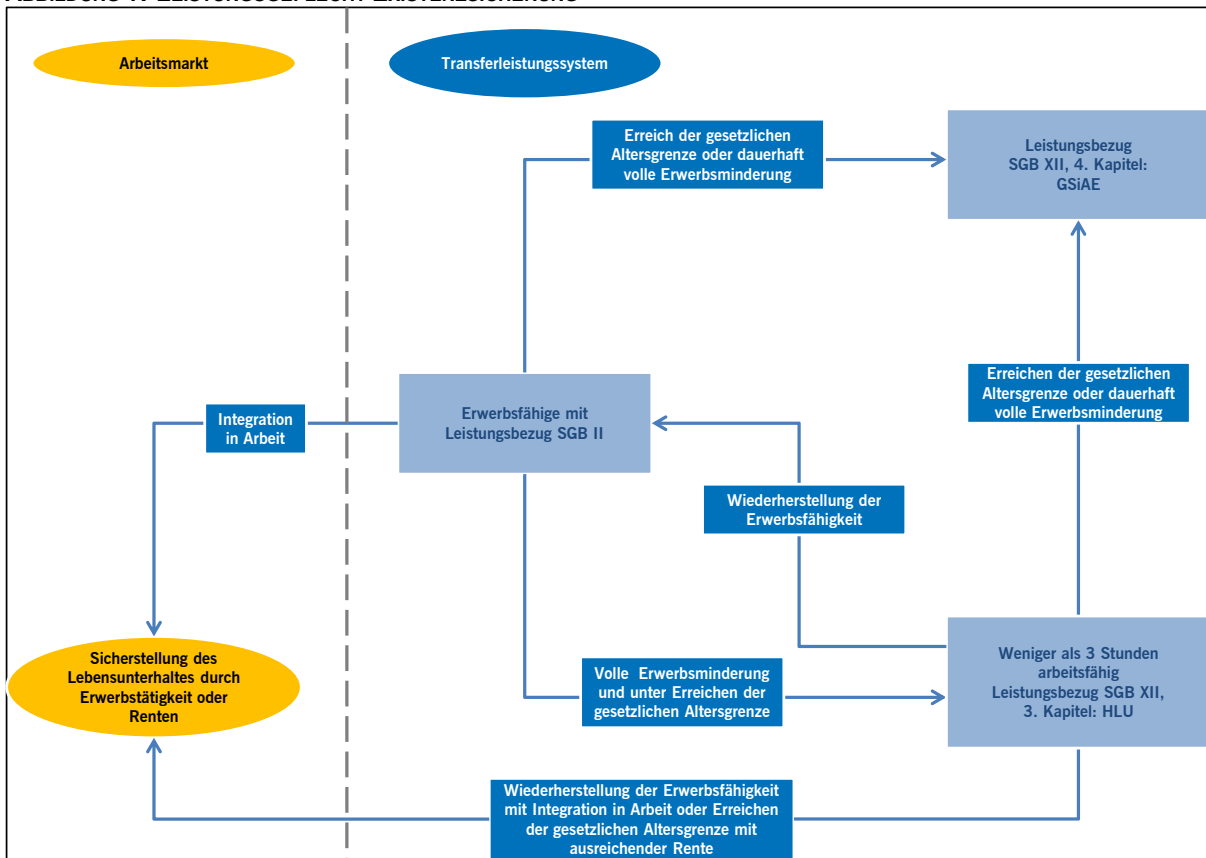 ABBILDUNG 1: LEISTUNGSGEFLECHT EXISTENZSICHERUNG
Arbeitsmarkt
Transferleistungssystem
Erreich der gesetzlichen
Altersgrenze oder dauerhaft
volle Erwerbsminderung
Leistungsbezug
SGB XII, 4. Kapitel:
GSiAE
Integration
in Arbeit
Erwerbsfähige mit
Leistungsbezug SGB II
Erreichen der gesetzlichen
Altersgrenze oder dauerhaft
volle Erwerbsminderung
Wiederherstellung der
Erwerbsfähigkeit
Sicherstellung des
Lebensunterhaltes durch
Erwerbstätigkeit oder
Renten
Volle Erwerbsminderung
und unter Erreichen der
gesetzlichen Altersgrenze
Weniger als 3 Stunden
arbeitsfähig
Leistungsbezug SGB XII,
3. Kapitel: HLU
Wiederherstellung der Erwerbsfähigkeit
mit Integration in Arbeit oder Erreichen
der gesetzlichen Altersgrenze mit
ausreichender Rente